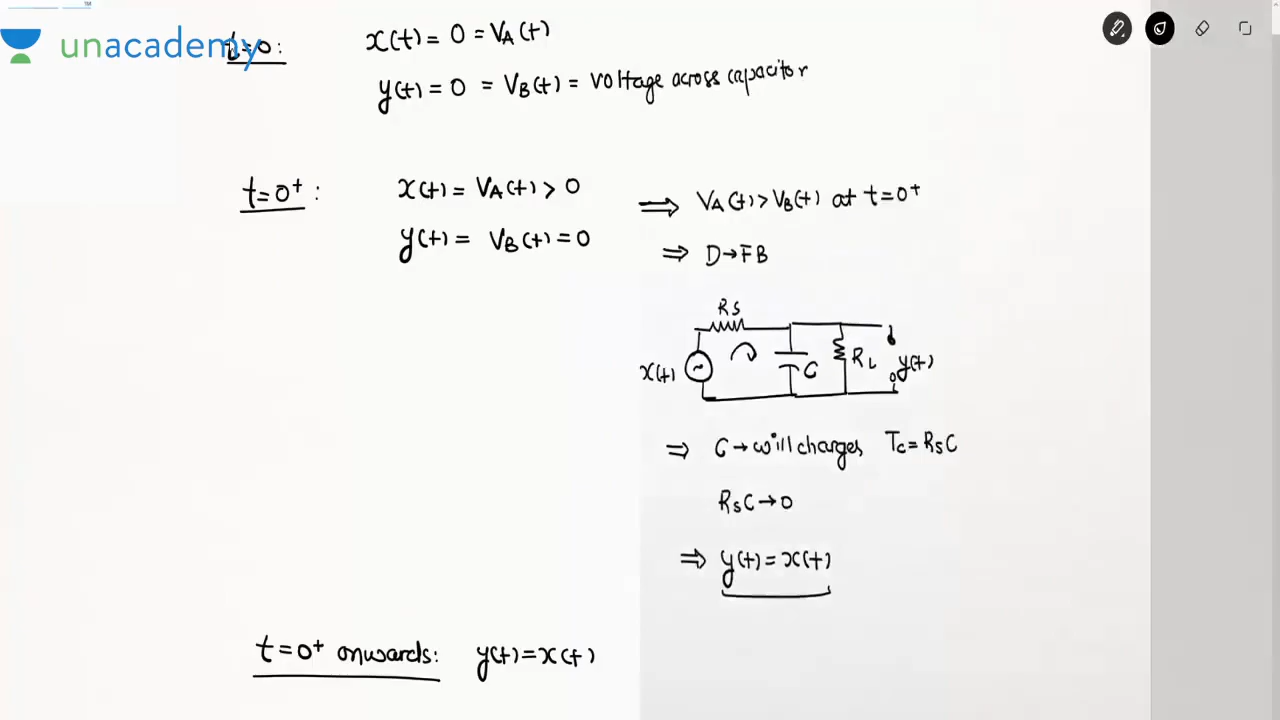 unacademy
t=0: x(t) = 0 = VA(t)
y(t) = 0 = VB(t) = Voltage across capacitor
t=0+ : x(t) = VA(t) > 0 ⟹ VA(t) > VB(t) at t=0+
y(t) = VB(t) = 0
⇒ D→FB
Rs
x(t) ~ C RL y(t)
⇒ C→will charges Tc=RsC
RsC→0
⇒ y(t) = x(t)
t=0+ onwards: y(t)=x(t)